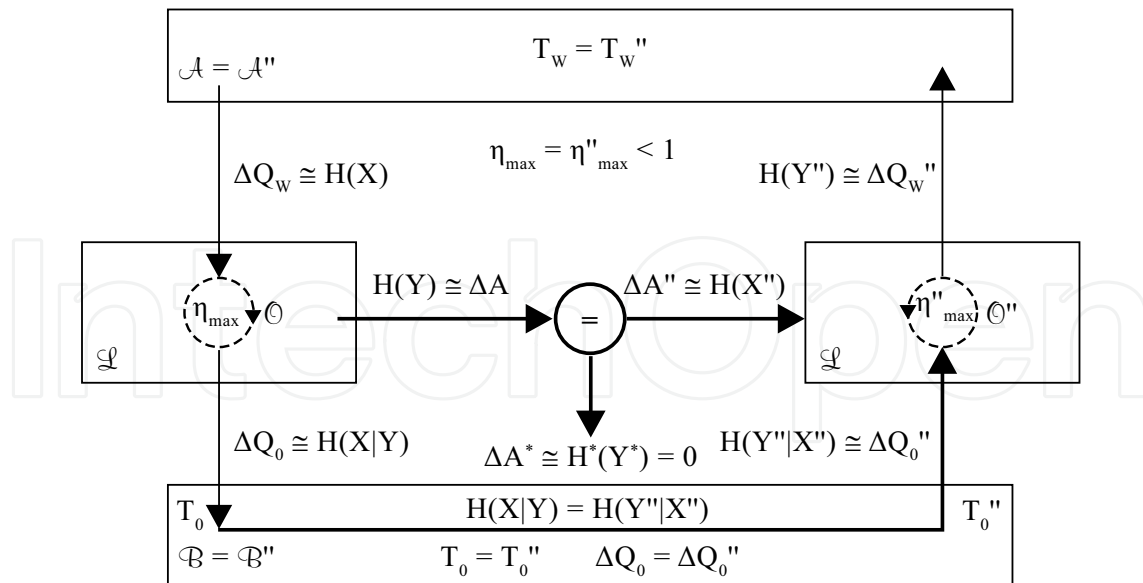 T_W = T_W"
𝒜 = 𝒜"
η_max = η"_max < 1
ΔQ_W ≅ H(X)
H(Y") ≅ ΔQ_W"
H(Y) ≅ ΔA
ΔA" ≅ H(X")
η_max 𝒪
=
η"_max 𝒪"
ℒ
ℒ
ΔQ_0 ≅ H(X|Y)
H(Y"|X") ≅ ΔQ_0"
ΔA* ≅ H*(Y*) = 0
T_0
H(X|Y) = H(Y"|X")
T_0"
ℬ = ℬ"
T_0 = T_0"
ΔQ_0 = ΔQ_0"
IntechOpen